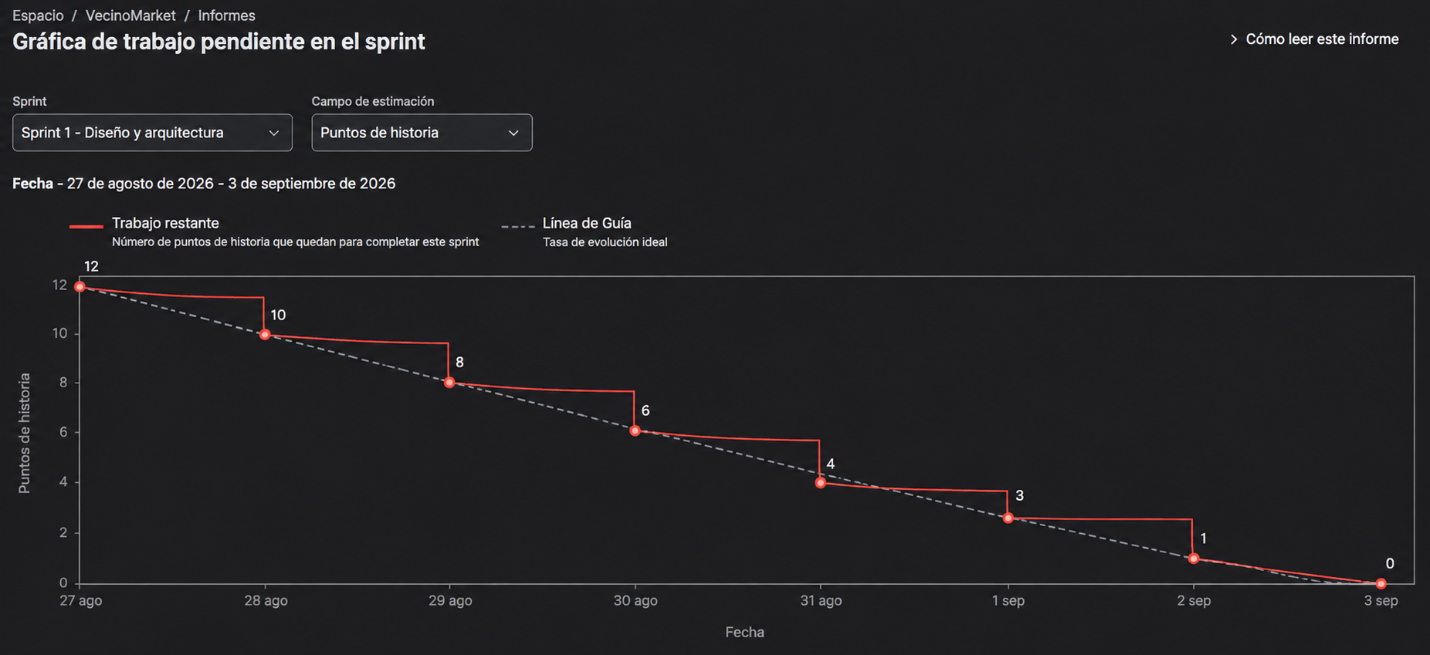 Espacio / VecinoMarket / Informes
Gráfica de trabajo pendiente en el sprint
Cómo leer este informe
Sprint
Campo de estimación
Sprint 1 - Diseño y arquitectura
Puntos de historia
Fecha - 27 de agosto de 2026 - 3 de septiembre de 2026
Trabajo restante
Número de puntos de historia que quedan para completar este sprint
Línea de Guía
Tasa de evolución ideal
12
10
8
6
4
3
1
0
12
10
8
6
4
2
0
Puntos de historia
27 ago
28 ago
29 ago
30 ago
31 ago
1 sep
2 sep
3 sep
Fecha